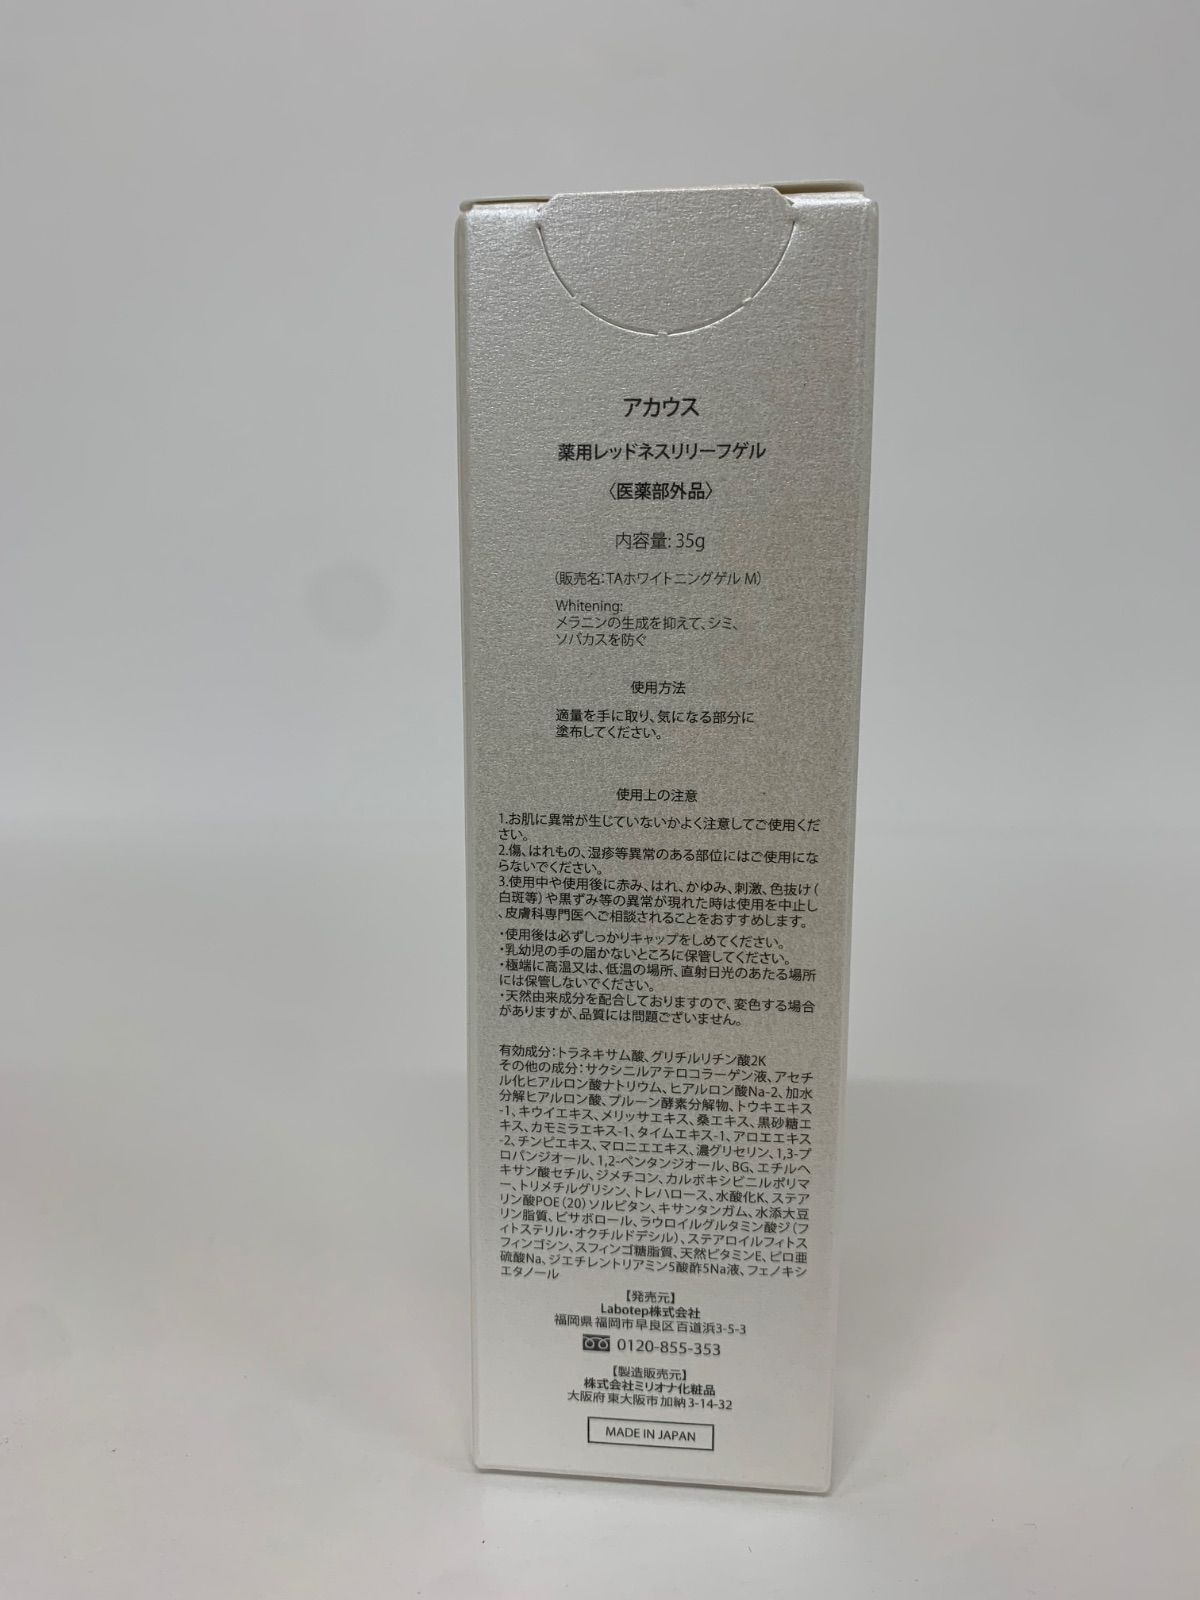 アカウス
薬用レッドネスリリーフゲル
〈医薬部外品〉
内容量: 35g
(販売名:TAホワイトニングゲル M)
Whitening:
メラニンの生成を抑えて、シミ、
ソバカスを防ぐ
使用方法
適量を手に取り、気になる部分に
塗布してください。
使用上の注意
1.お肌に異常が生じていないかよく注意してご使用くだ
さい。
2.傷、はれもの、湿疹等異常のある部位にはご使用にな
らないでください。
3.使用中や使用後に赤み、はれ、かゆみ、刺激、色抜け(
白斑等)や黒ずみ等の異常が現れた時は使用を中止し
、皮膚科専門医へご相談されることをおすすめします。
・使用後は必ずしっかりキャップをしめてください。
・乳幼児の手の届かないところに保管してください。
・極端に高温又は、低温の場所、直射日光のあたる場所
には保管しないでください。
・天然由来成分を配合しておりますので、変色する場合
がありますが、品質には問題ございません。
有効成分:トラネキサム酸、グリチルリチン酸2K
その他の成分:サクシニルアテロコラーゲン液、アセチ
ル化ヒアルロン酸ナトリウム、ヒアルロン酸Na-2、加水
分解ヒアルロン酸、プルーン酵素分解物、トウキエキス
-1、キウイエキス、メリッサエキス、桑エキス、黒砂糖エ
キス、カモミラエキス-1、タイムエキス-1、アロエエキス
-2、チンピエキス、マロニエエキス、濃グリセリン、1,3-プ
ロパンジオール、1,2-ペンタンジオール、BG、エチルヘ
キサン酸セチル、ジメチコン、カルボキシビニルポリマ
ー、トリメチルグリシン、トレハロース、水酸化K、ステア
リン酸POE(20)ソルビタン、キサンタンガム、水添大豆
リン脂質、ビサボロール、ラウロイルグルタミン酸ジ(フ
ィトステリル・オクチルドデシル)、ステアロイルフィトス
フィンゴシン、スフィンゴ糖脂質、天然ビタミンE、ピロ亜
硫酸Na、ジエチレントリアミン5酸酢5Na液、フェノキシ
エタノール
【発売元】
Labotep株式会社
福岡県 福岡市早良区 百道浜3-5-3
0120-855-353
【製造販売元】
株式会社ミリオナ化粧品
大阪府 東大阪市 加納 3-14-32
MADE IN JAPAN